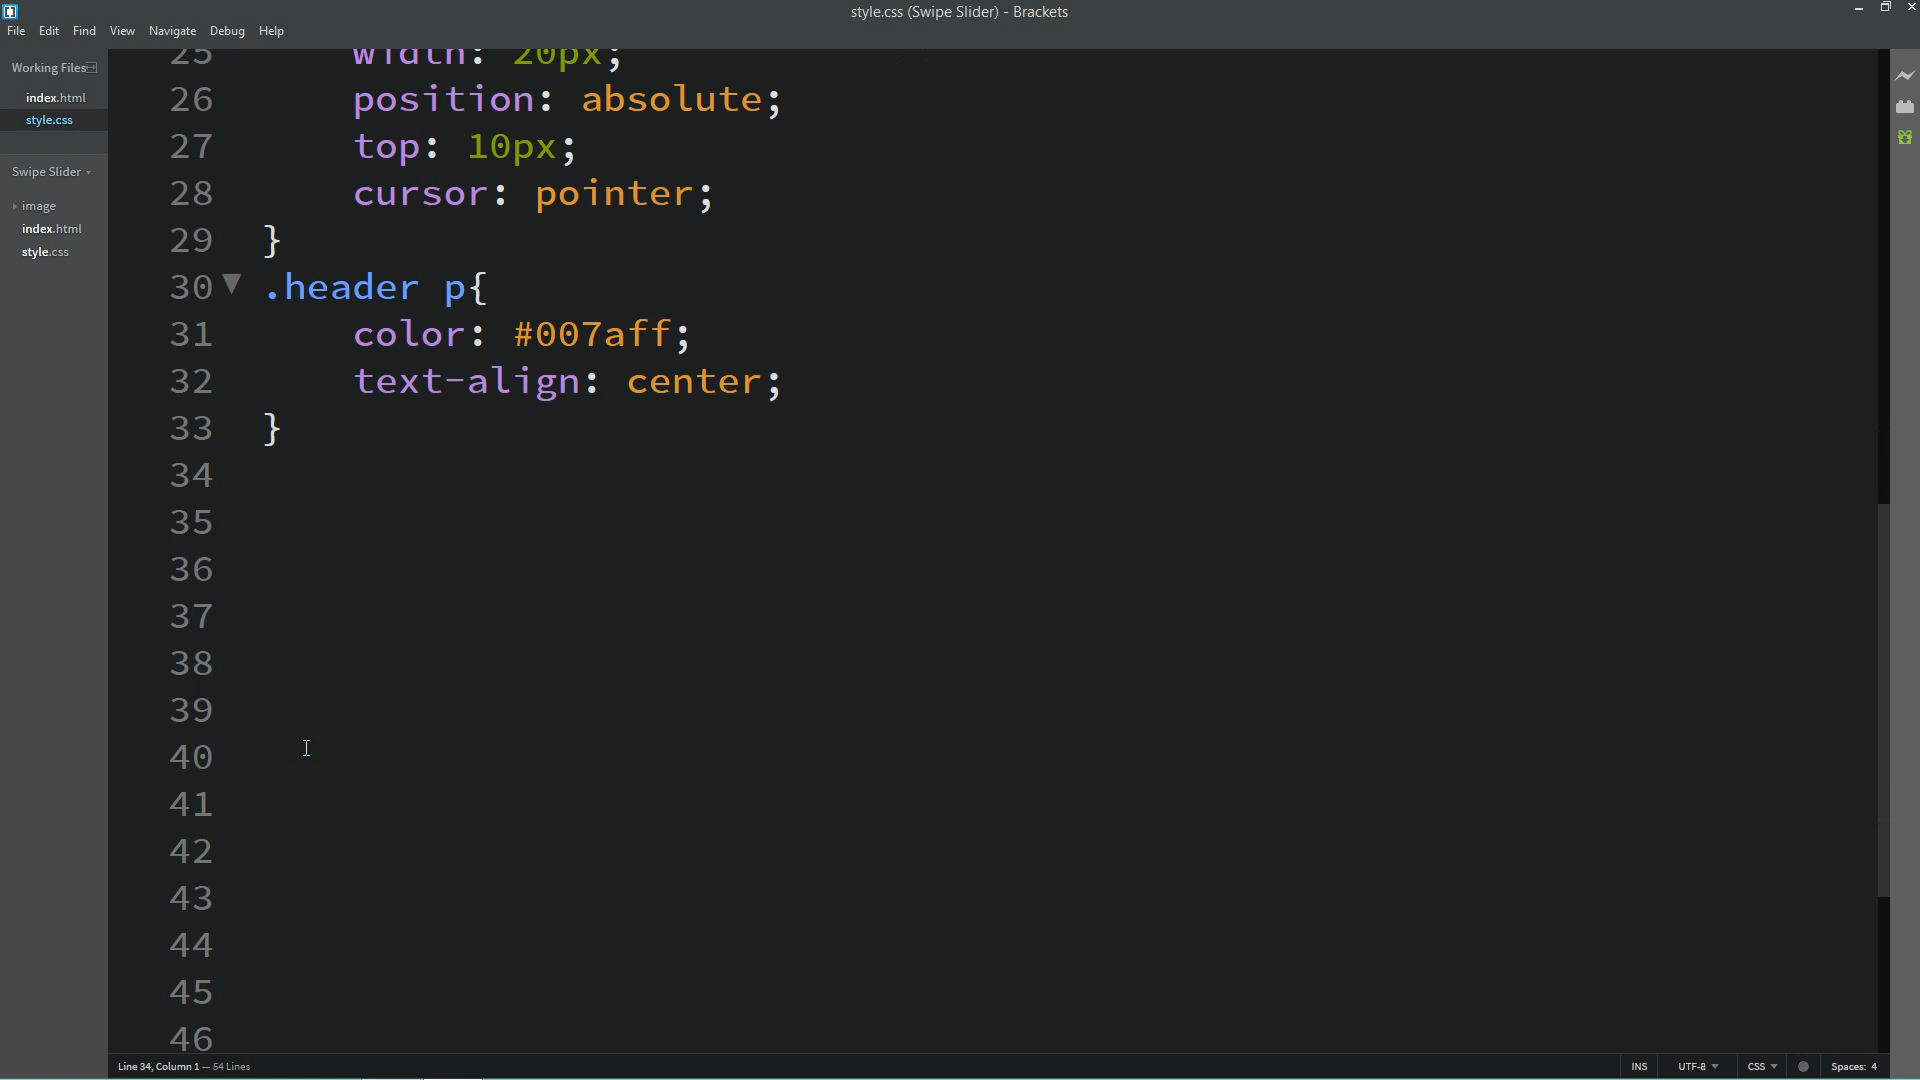 style.css (Swipe Slider) - Brackets
File Edit Find View Navigate Debug Help
Working Files
index.html
style.css
Swipe Slider
image
index.html
style.css
25 width: 20px;
26 position: absolute;
27 top: 10px;
28 cursor: pointer;
29 }
30 .header p{
31 color: #007aff;
32 text-align: center;
33 }
34
35
36
37
38
39
40
41
42
43
44
45
46
Line 34, Column 1 — 54 Lines
INS UTF-8 CSS Spaces: 4